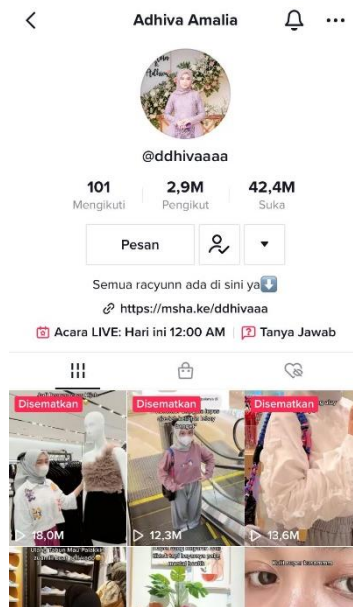 Adhiva Amalia
@ddhivaaaa
101 2,9M 42,4M
Mengikuti Pengikut Suka
Pesan
Semua racyunn ada di sini ya⬇️
https://msha.ke/ddhivaaa
Acara LIVE: Hari ini 12:00 AM Tanya Jawab
Disematkan Disematkan Disematkan
18,0M 12,3M 13,6M